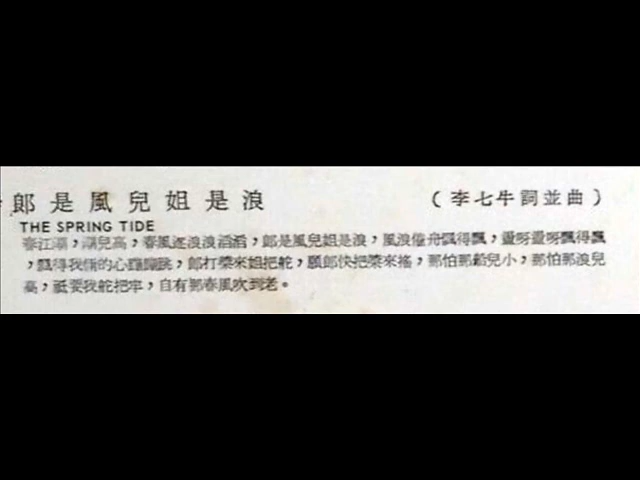 郎是風兒姐是浪 （李七牛詞並曲）
THE SPRING TIDE
春江潮，潮兒高，春風逐浪浪滔滔，郎是風兒姐是浪，風浪催舟飄得飄，呀呀飄得飄
，飄得我倆的心蹦蹦跳，郎打槳來姐把舵，願郎快把槳來搖，那怕那船兒小，那怕那浪兒
高，祇要我舵把牢，自有那春風吹到老。